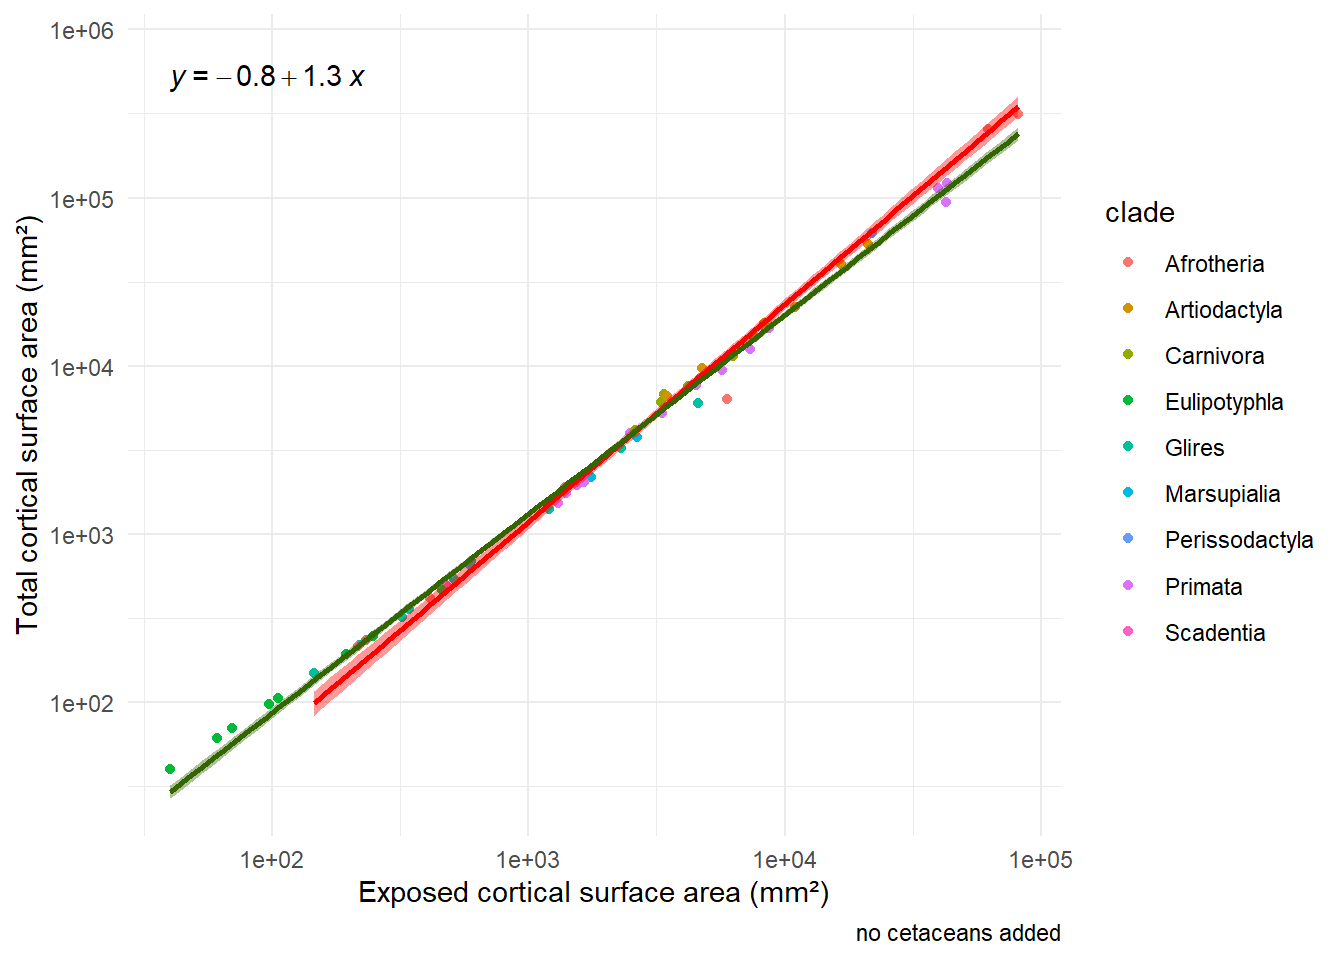 1e+06
1e+05
1e+04
1e+03
1e+02
Total cortical surface area (mm²)
y = −0.8 + 1.3 x
1e+02 1e+03 1e+04 1e+05
Exposed cortical surface area (mm²)
no cetaceans added
clade
Afrotheria
Artiodactyla
Carnivora
Eulipotyphla
Glires
Marsupialia
Perissodactyla
Primata
Scadentia